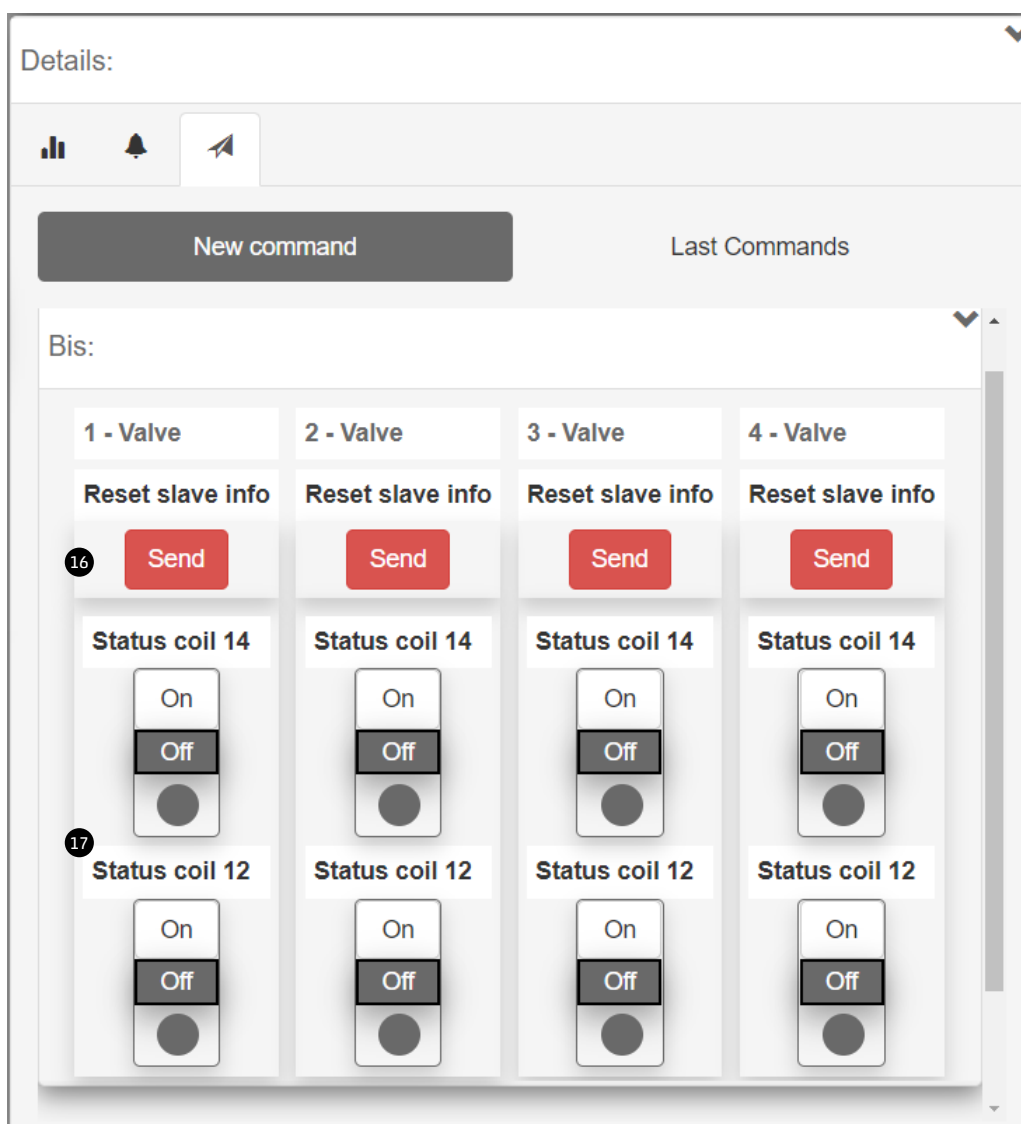 Details:
New command Last Commands
Bis:
1 - Valve 2 - Valve 3 - Valve 4 - Valve
Reset slave info Reset slave info Reset slave info Reset slave info
16 Send Send Send Send
Status coil 14 Status coil 14 Status coil 14 Status coil 14
On On On On
Off Off Off Off
17
Status coil 12 Status coil 12 Status coil 12 Status coil 12
On On On On
Off Off Off Off